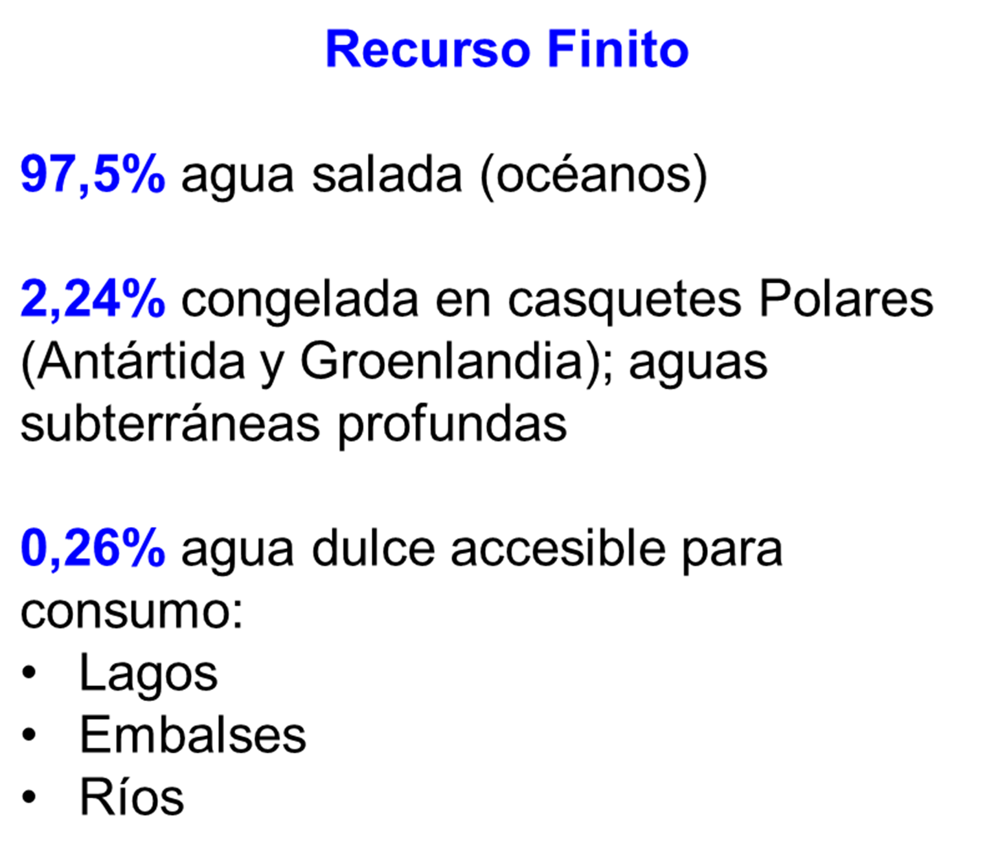 Recurso Finito
97,5% agua salada (océanos)
2,24% congelada en casquetes Polares
(Antártida y Groenlandia); aguas
subterráneas profundas
0,26% agua dulce accesible para
consumo:
• Lagos
• Embalses
• Ríos